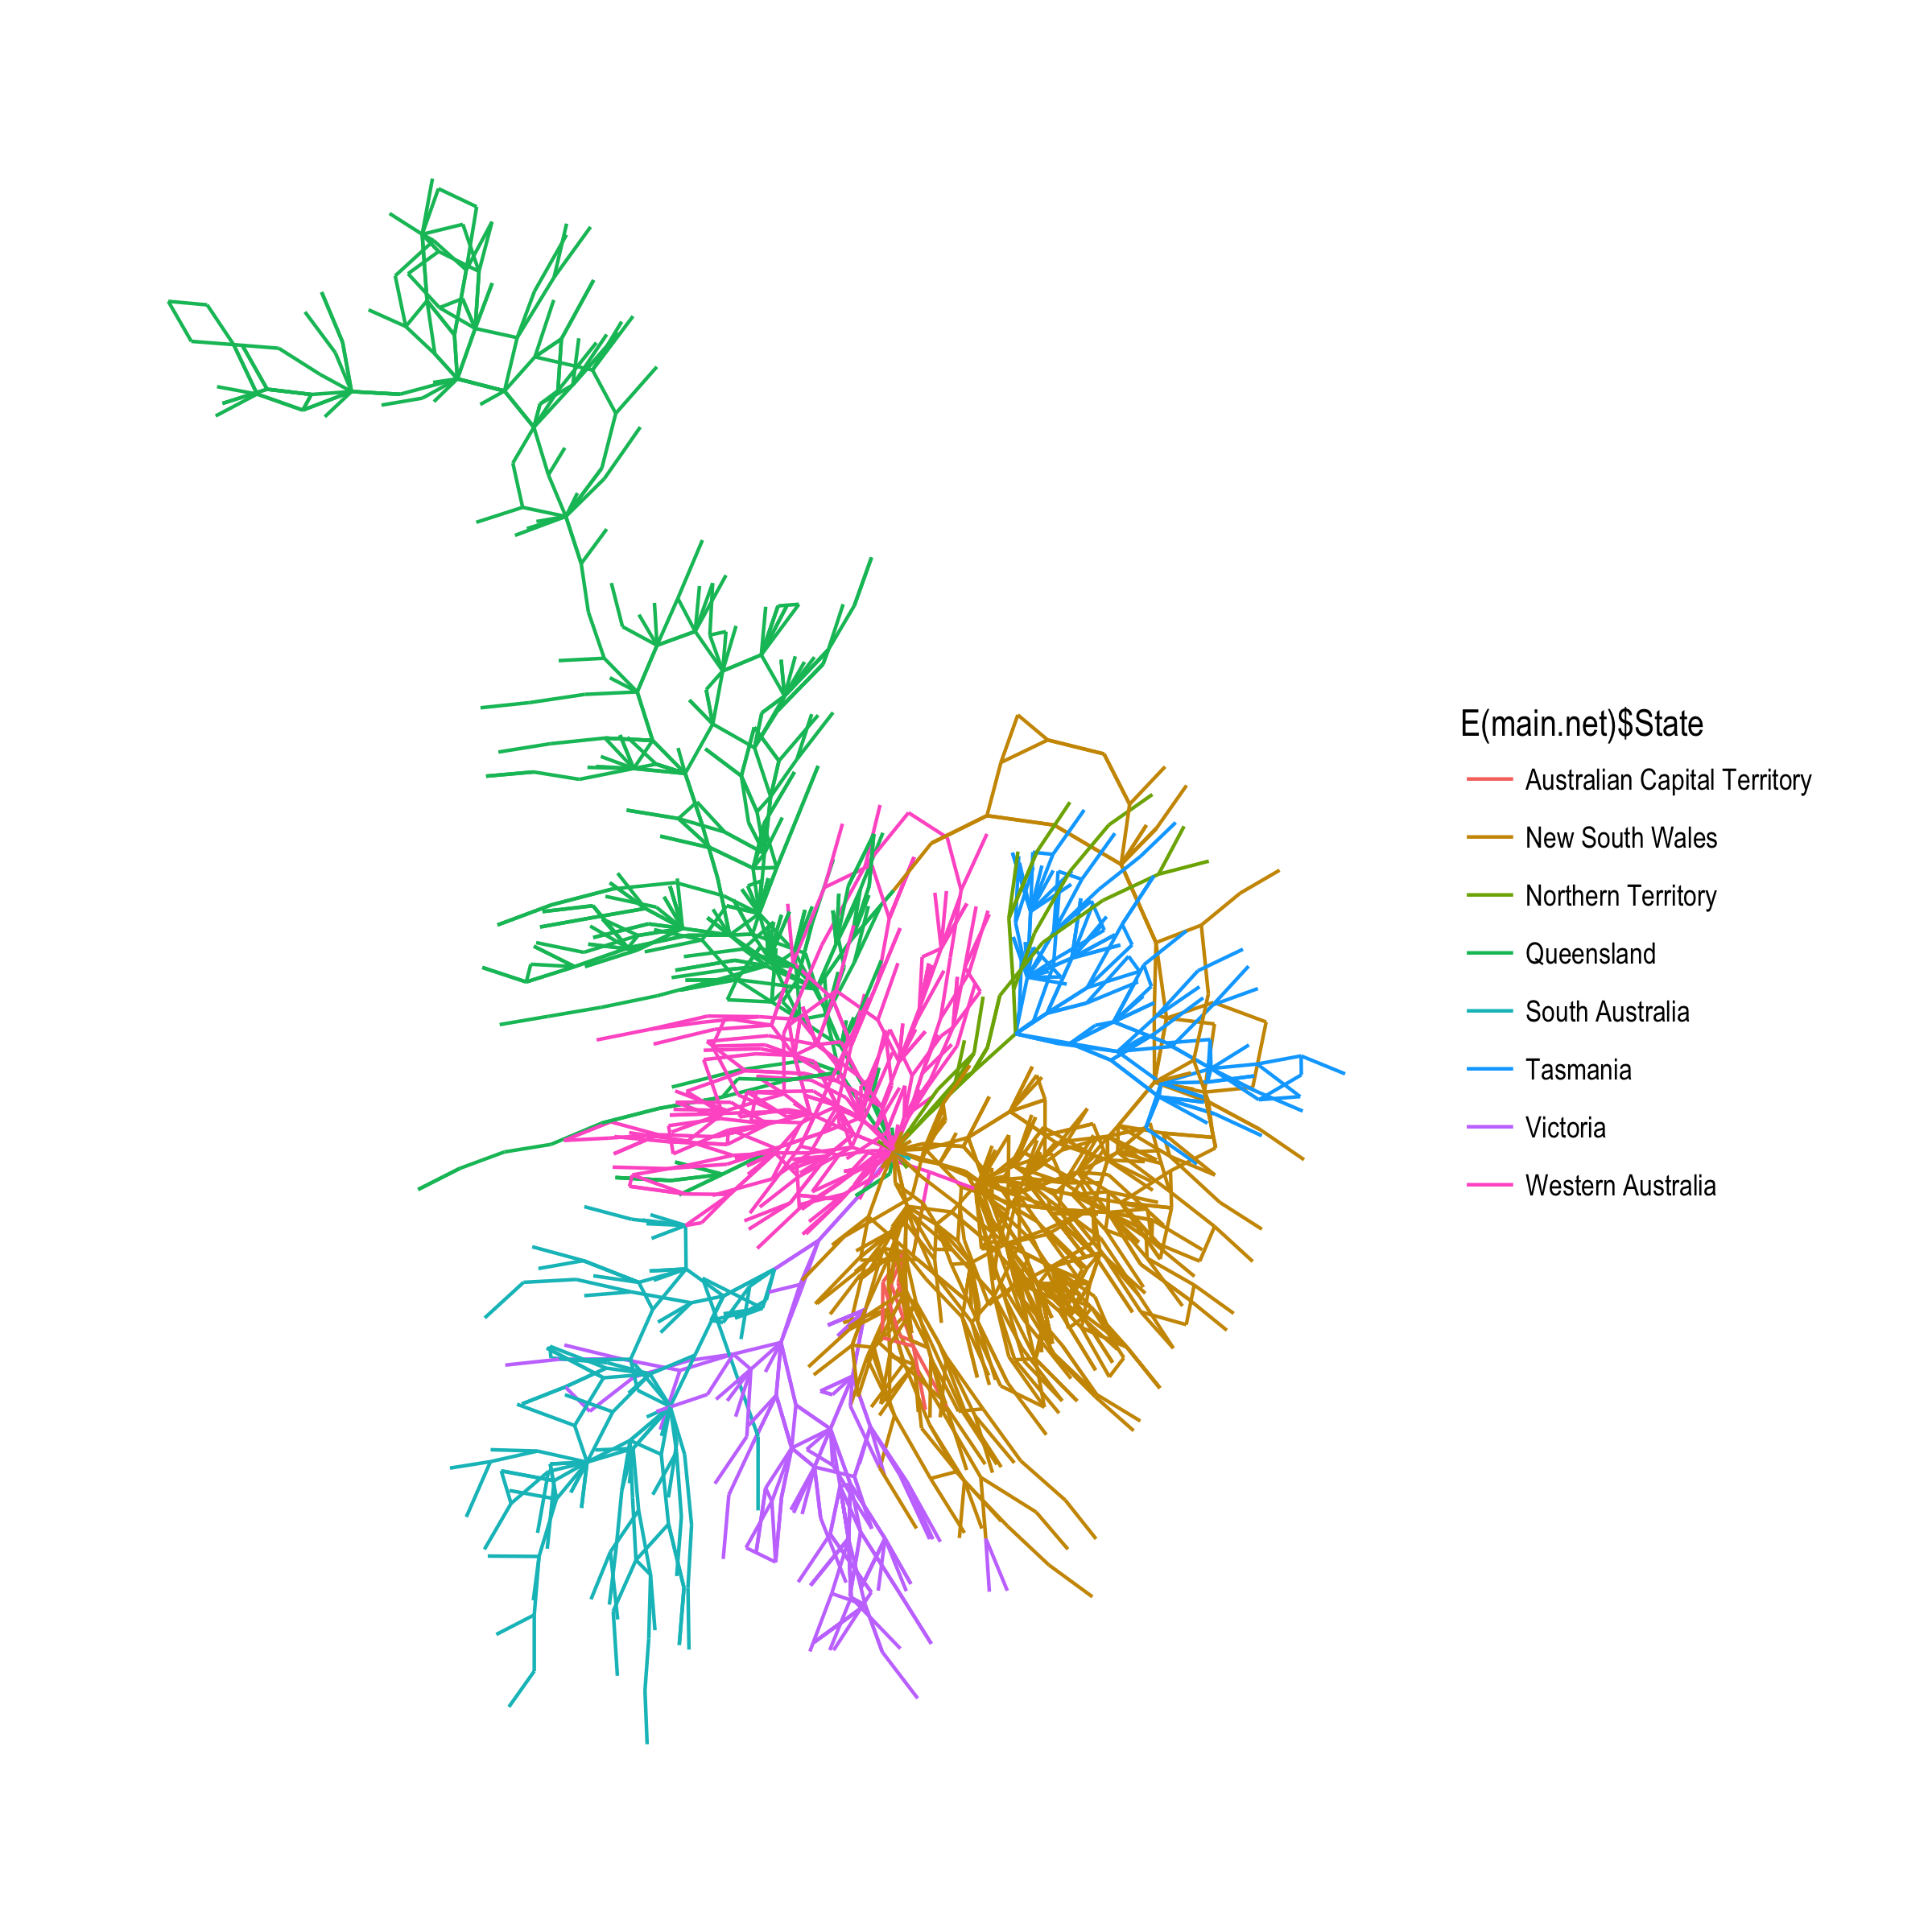 E(main.net)$State
Australian Capital Territory
New South Wales
Northern Territory
Queensland
South Australia
Tasmania
Victoria
Western Australia